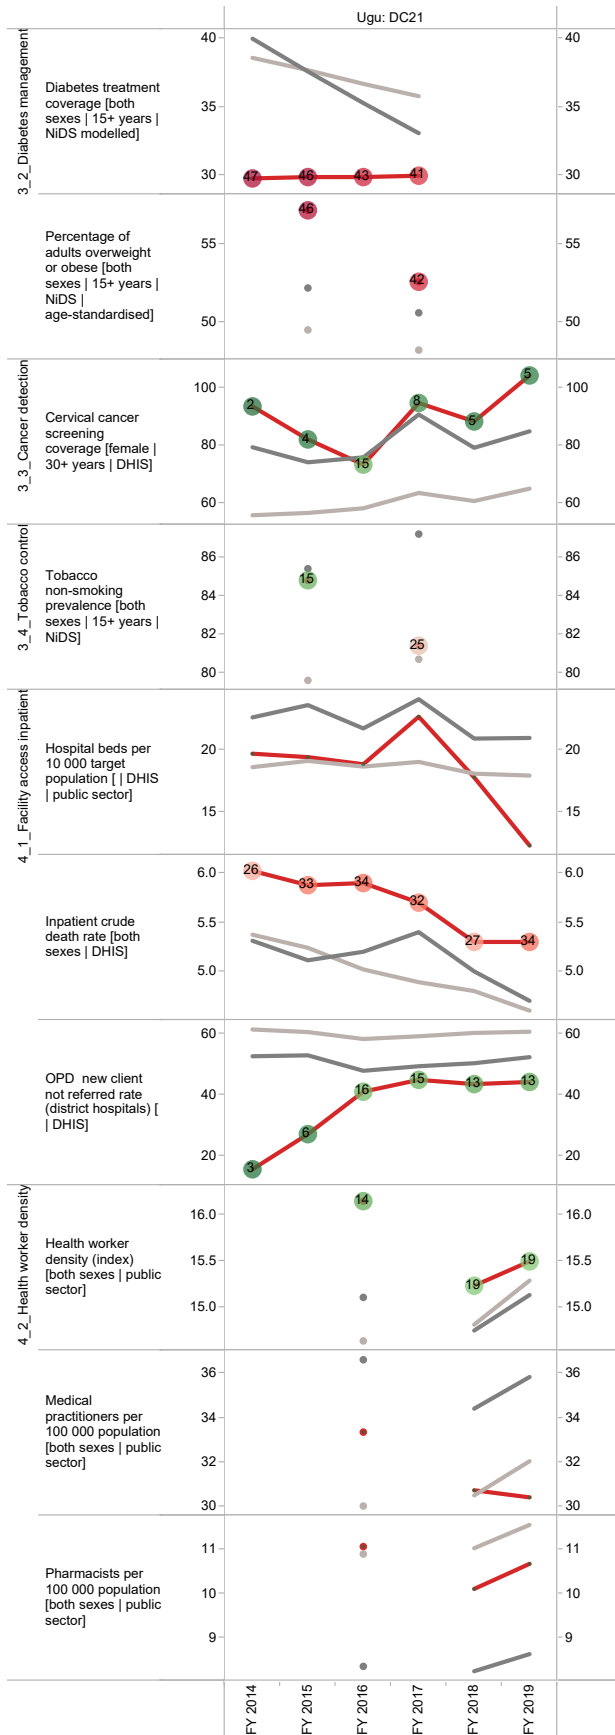 Ugu: DC21
3_2_Diabetes management
Diabetes treatment
coverage [both
sexes | 15+ years |
NiDS modelled]
40
35
30
40
35
30
47
46
43
41
Percentage of
adults overweight
or obese [both
sexes | 15+ years |
NiDS |
age-standardised]
55
50
55
50
46
42
3_3_Cancer detection
Cervical cancer
screening
coverage [female |
30+ years | DHIS]
100
80
60
100
80
60
2
4
15
8
5
5
3_4_Tobacco control
Tobacco
non-smoking
prevalence [both
sexes | 15+ years |
NiDS]
86
84
82
80
86
84
82
80
15
25
4_1_Facility access inpatient
Hospital beds per
10 000 target
population [ | DHIS
| public sector]
20
15
20
15
Inpatient crude
death rate [both
sexes | DHIS]
6.0
5.5
5.0
6.0
5.5
5.0
26
33
34
32
27
34
OPD  new client
not referred rate
(district hospitals) [
| DHIS]
60
40
20
60
40
20
3
6
16
15
13
13
4_2_Health worker density
Health worker
density (index)
[both sexes | public
sector]
16.0
15.5
15.0
16.0
15.5
15.0
14
19
19
Medical
practitioners per
100 000 population
[both sexes | public
sector]
36
34
32
30
36
34
32
30
Pharmacists per
100 000 population
[both sexes | public
sector]
11
10
9
11
10
9
FY 2014
FY 2015
FY 2016
FY 2017
FY 2018
FY 2019